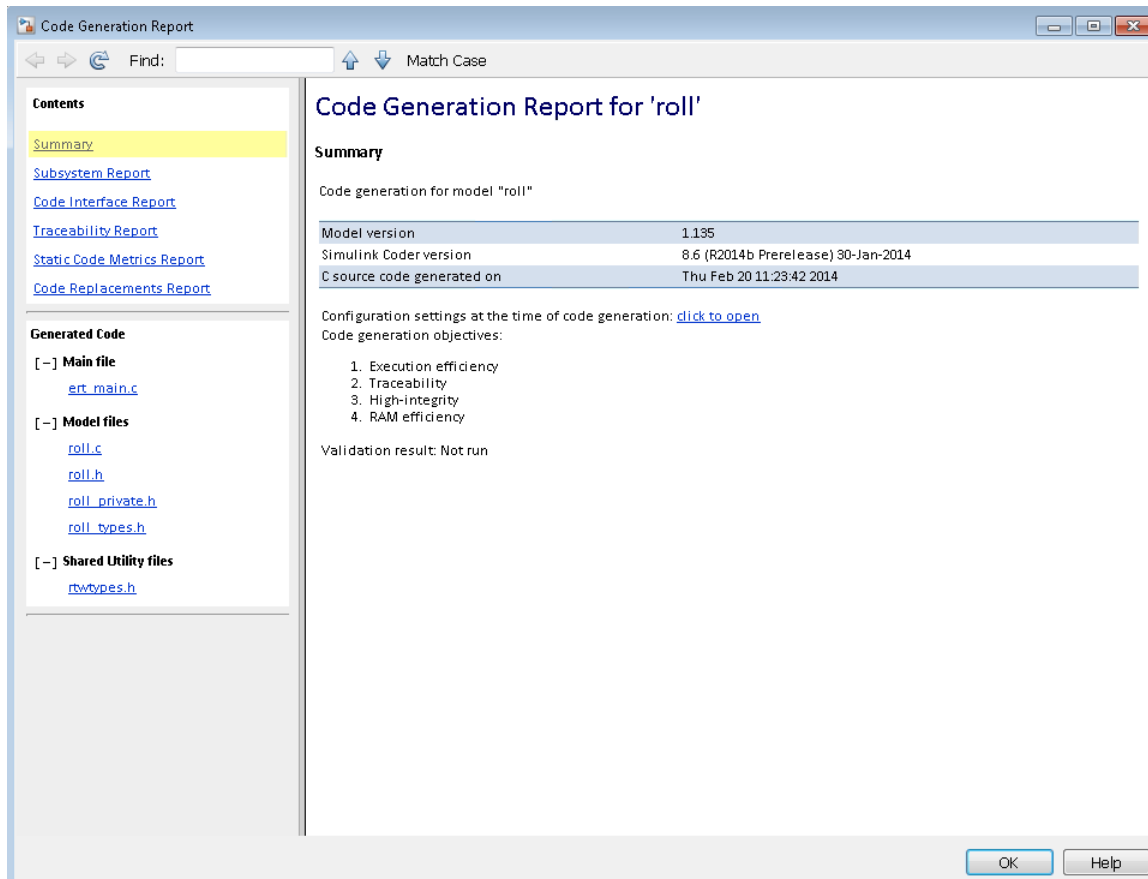 Code Generation Report
Find:
Match Case
Contents
Summary
Subsystem Report
Code Interface Report
Traceability Report
Static Code Metrics Report
Code Replacements Report
Generated Code
[-] Main file
ert_main.c
[-] Model files
roll.c
roll.h
roll_private.h
roll_types.h
[-] Shared Utility files
rtwtypes.h
Code Generation Report for 'roll'
Summary
Code generation for model "roll"
Model version 1.135
Simulink Coder version 8.6 (R2014b Prerelease) 30-Jan-2014
C source code generated on Thu Feb 20 11:23:42 2014
Configuration settings at the time of code generation: click to open
Code generation objectives:
1. Execution efficiency
2. Traceability
3. High-integrity
4. RAM efficiency
Validation result: Not run
OK Help